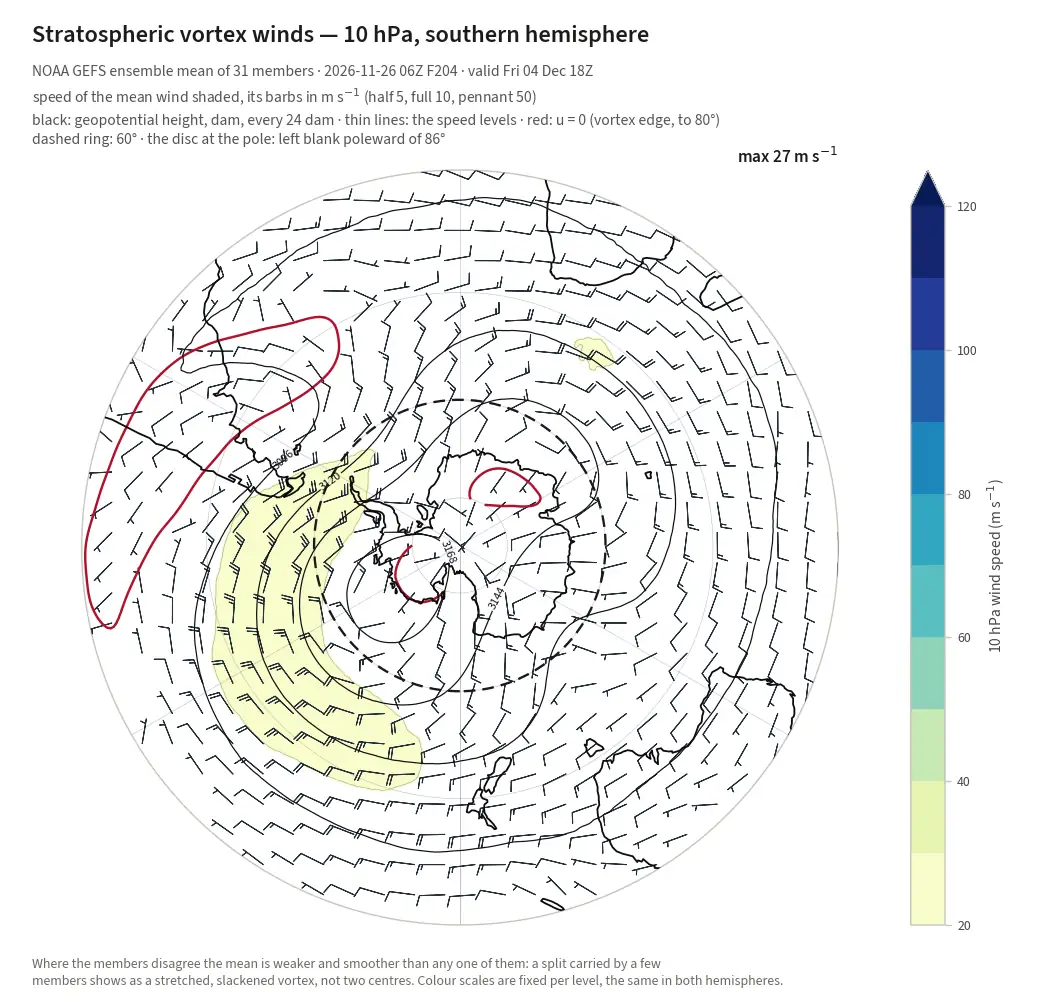 Stratospheric vortex winds — 10 hPa, southern hemisphere
NOAA GEFS ensemble mean of 31 members · 2026-11-26 06Z F204 · valid Fri 04 Dec 18Z
speed of the mean wind shaded, its barbs in m s−1 (half 5, full 10, pennant 50)
black: geopotential height, dam, every 24 dam · thin lines: the speed levels · red: u = 0 (vortex edge, to 80°)
dashed ring: 60° · the disc at the pole: left blank poleward of 86°
max 27 m s−1
120
100
80
60
40
20
10 hPa wind speed (m s−1)
3096
3120
3168
3144
Where the members disagree the mean is weaker and smoother than any one of them: a split carried by a few
members shows as a stretched, slackened vortex, not two centres. Colour scales are fixed per level, the same in both hemispheres.